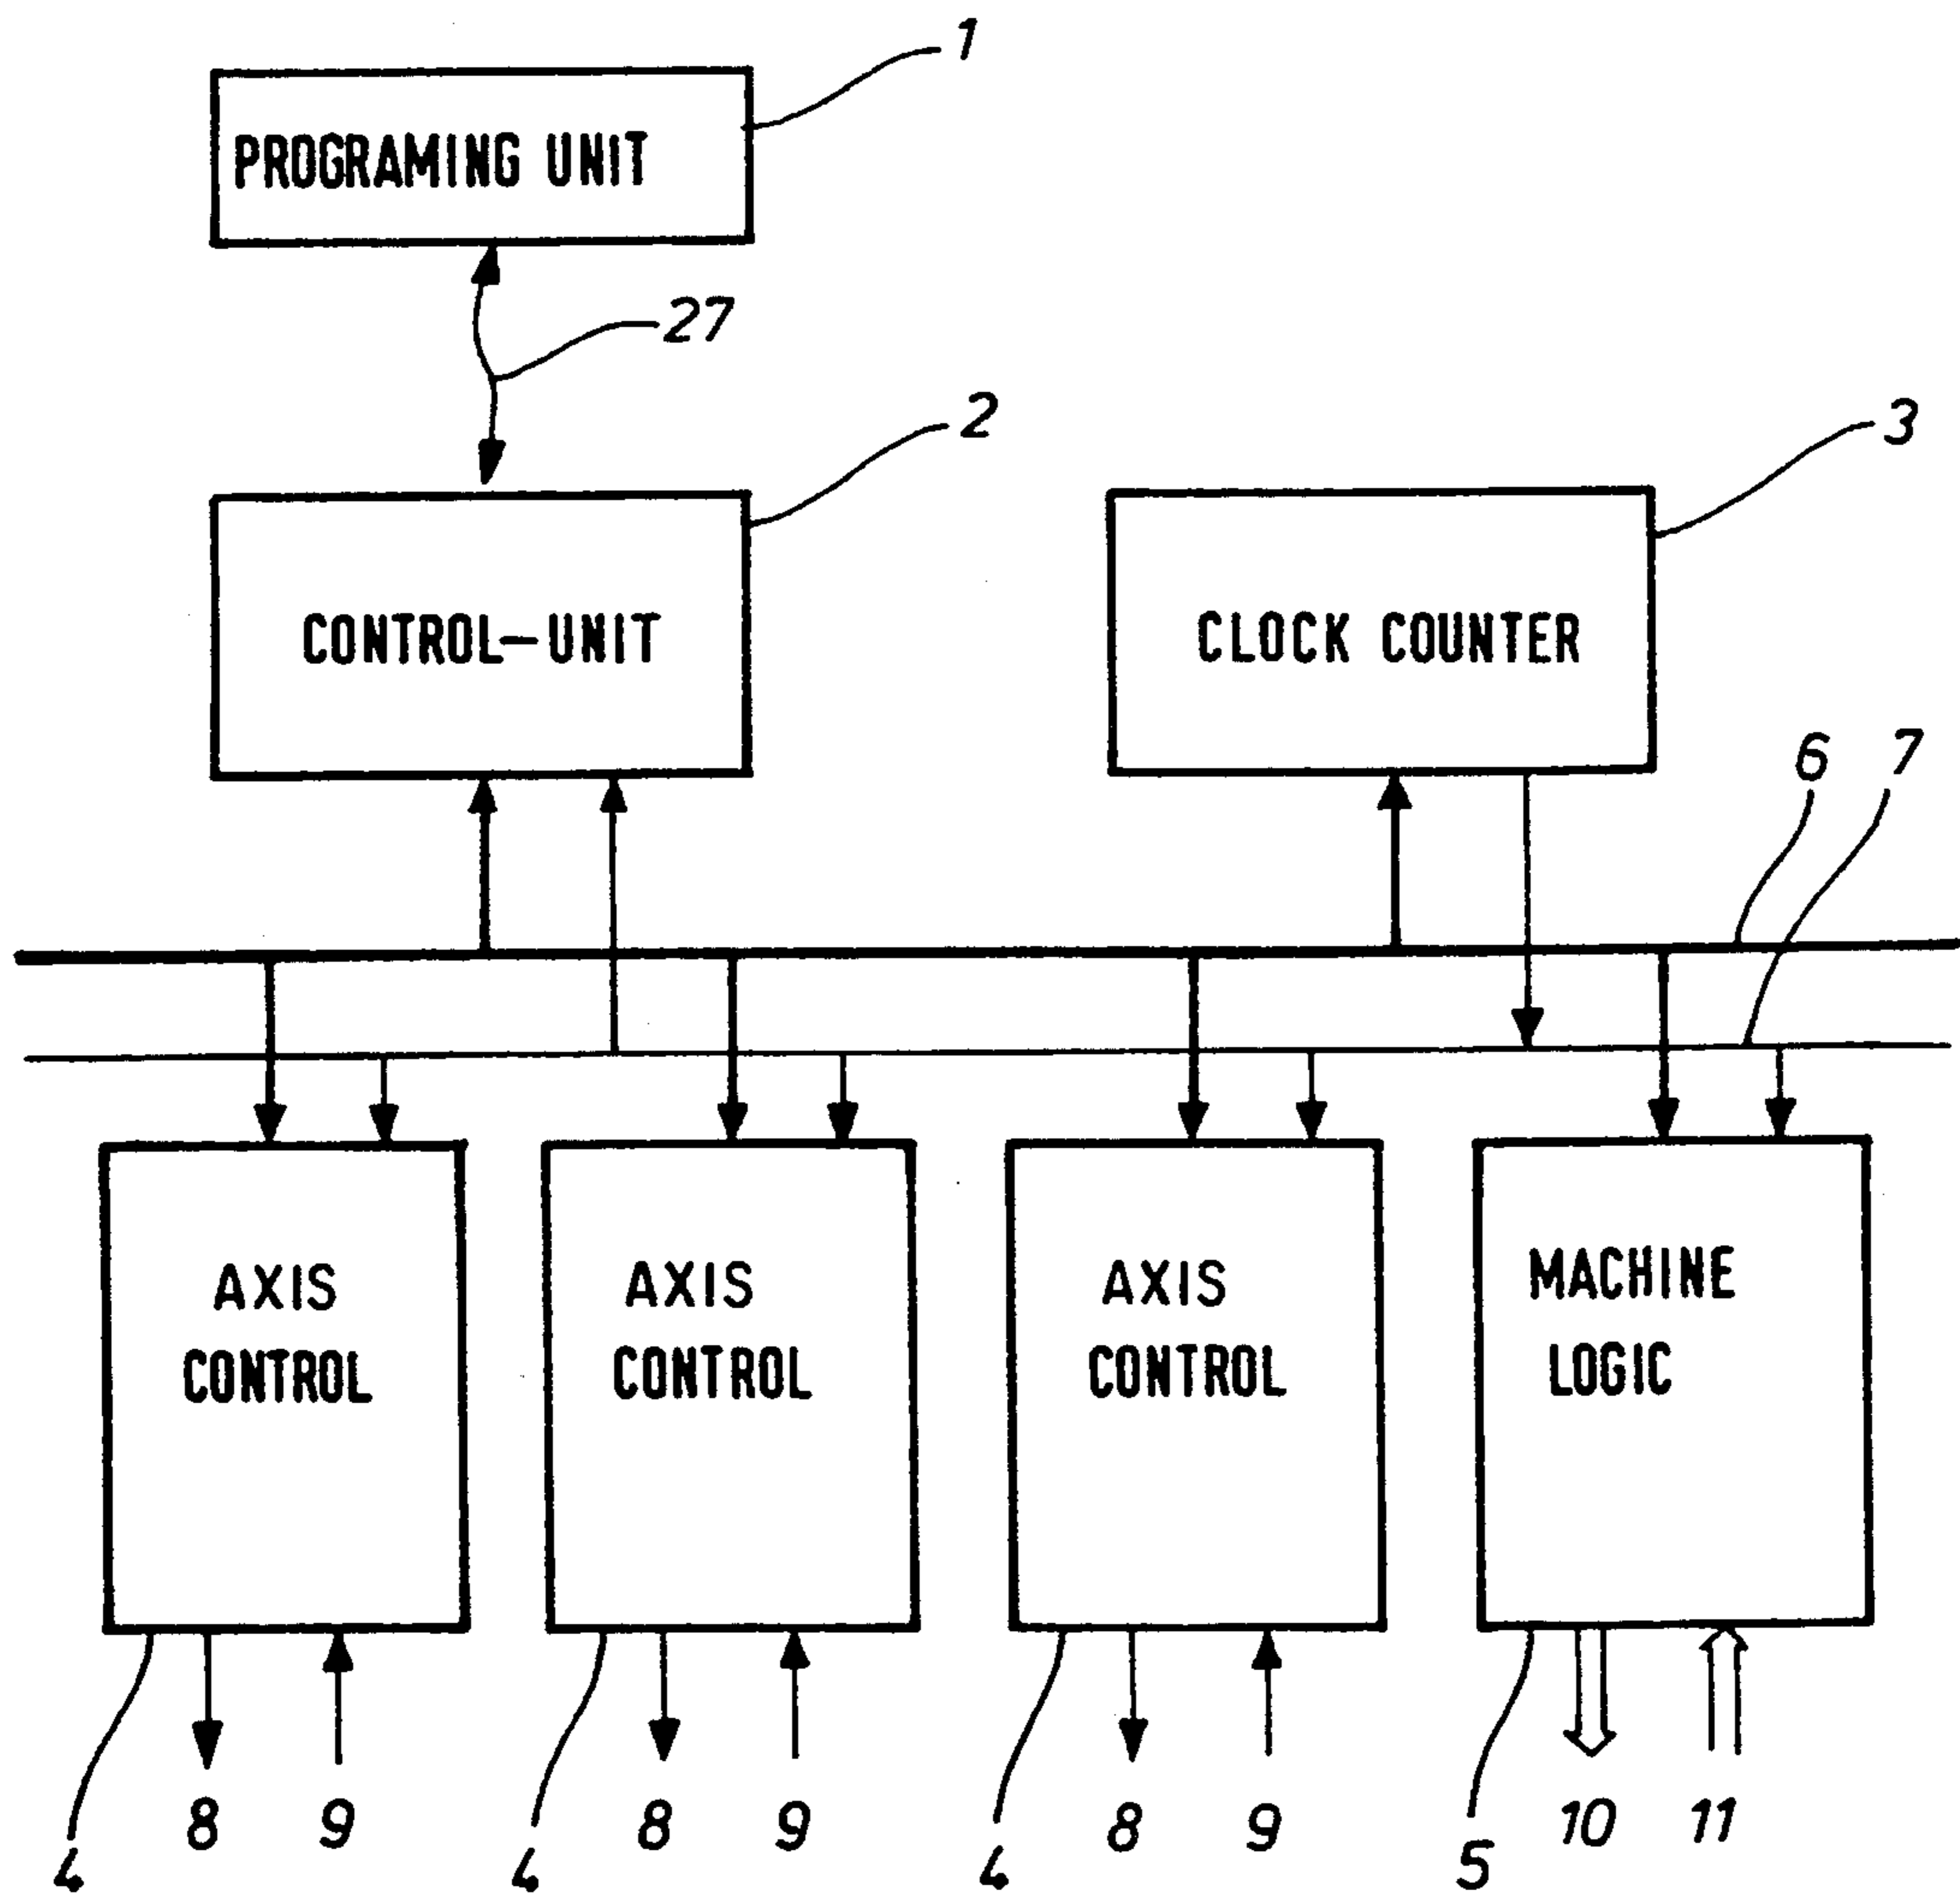 1
PROGRAMING UNIT
27
2
3
CONTROL-UNIT
CLOCK COUNTER
6
7
AXIS
CONTROL
AXIS
CONTROL
AXIS
CONTROL
MACHINE
LOGIC
4
8
9
4
8
9
4
8
9
5
10
11